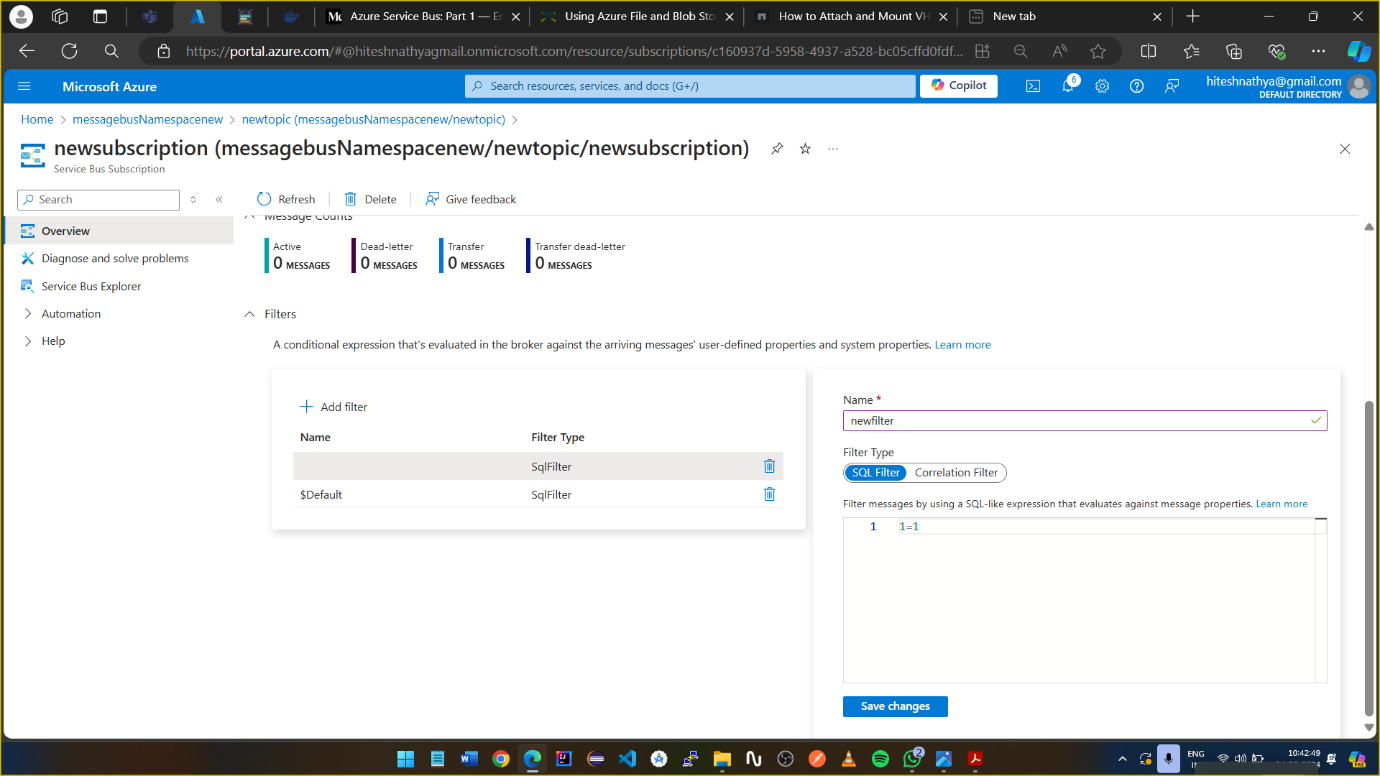 Azure Service Bus: Part 1 — Er
Using Azure File and Blob Sto
How to Attach and Mount VH
New tab
https://portal.azure.com/#@hiteshnathyagmail.onmicrosoft.com/resource/subscriptions/c160937d-5958-4937-a528-bc05cffd0fdf...
Microsoft Azure
Search resources, services, and docs (G+/)
Copilot
6
hiteshnathya@gmail.com
DEFAULT DIRECTORY
Home > messagebusNamespacenew > newtopic (messagebusNamespacenew/newtopic) >
newsubscription (messagebusNamespacenew/newtopic/newsubscription)
Service Bus Subscription
Search
Refresh
Delete
Give feedback
Overview
Diagnose and solve problems
Service Bus Explorer
Automation
Help
Message Counts
Active
0 MESSAGES
Dead-letter
0 MESSAGES
Transfer
0 MESSAGES
Transfer dead-letter
0 MESSAGES
Filters
A conditional expression that's evaluated in the broker against the arriving messages' user-defined properties and system properties. Learn more
Add filter
Name Filter Type
SqlFilter
$Default SqlFilter
Name *
newfilter
Filter Type
SQL Filter Correlation Filter
Filter messages by using a SQL-like expression that evaluates against message properties. Learn more
1 1=1
Save changes
2
ENG
10:42:49